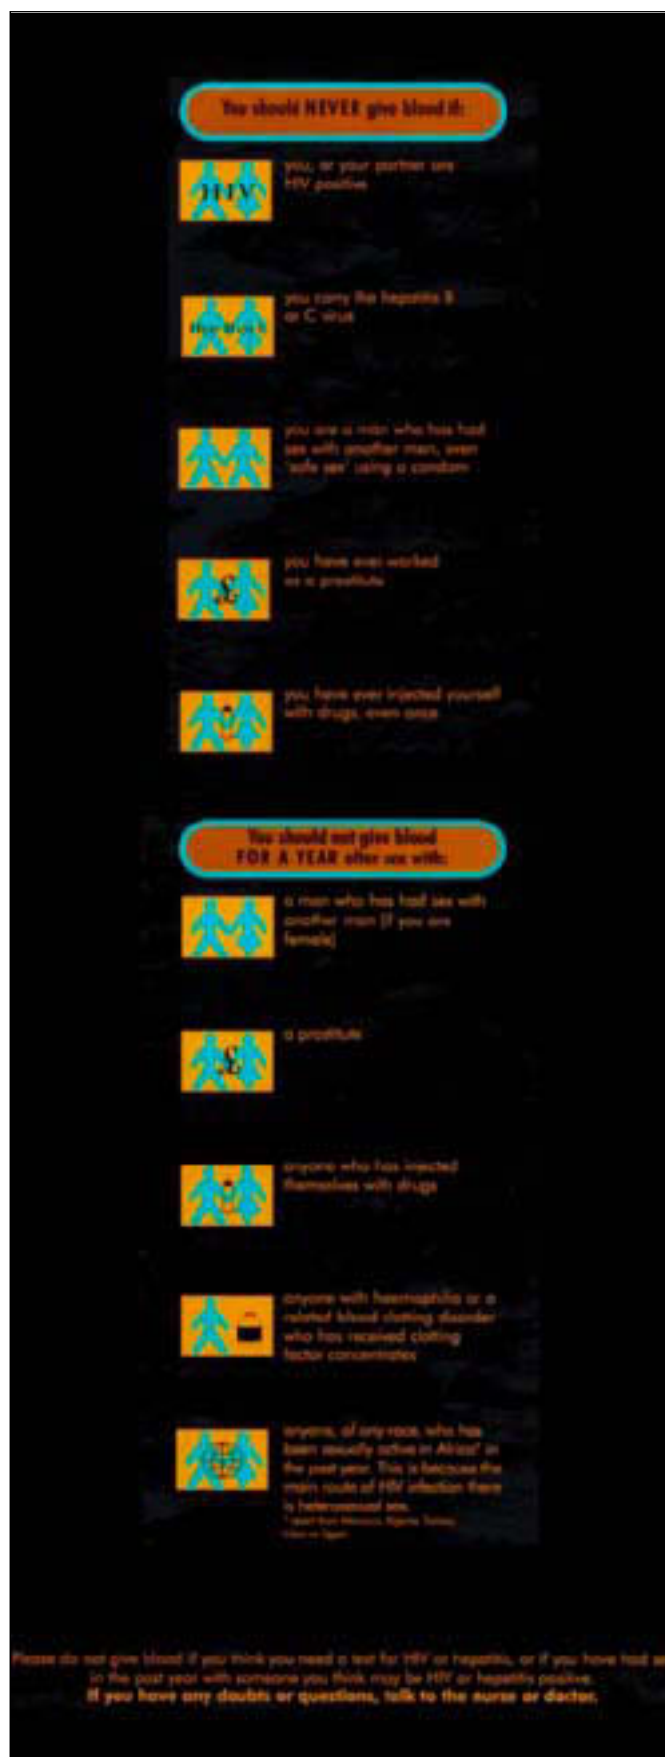 You should NEVER give blood if:
HIV
you, or your partner are
HIV positive
you carry the hepatitis B
or C virus
you are a man who has had
sex with another man, even
'safe sex' using a condom
£
you have ever worked
as a prostitute
you have ever injected yourself
with drugs, even once
You should not give blood
FOR A YEAR after sex with:
a man who has had sex with
another man (if you are
female)
£
a prostitute
anyone who has injected
themselves with drugs
anyone with haemophilia or a
related blood clotting disorder
who has received clotting
factor concentrates
anyone, of any race, who has
been sexually active in Africa* in
the past year. This is because the
main route of HIV infection there
is heterosexual sex.
Please do not give blood if you think you need a test for HIV or hepatitis, or if you have had
in the past year with someone you think may be HIV or hepatitis positive.
If you have any doubts or questions, talk to the nurse or doctor.